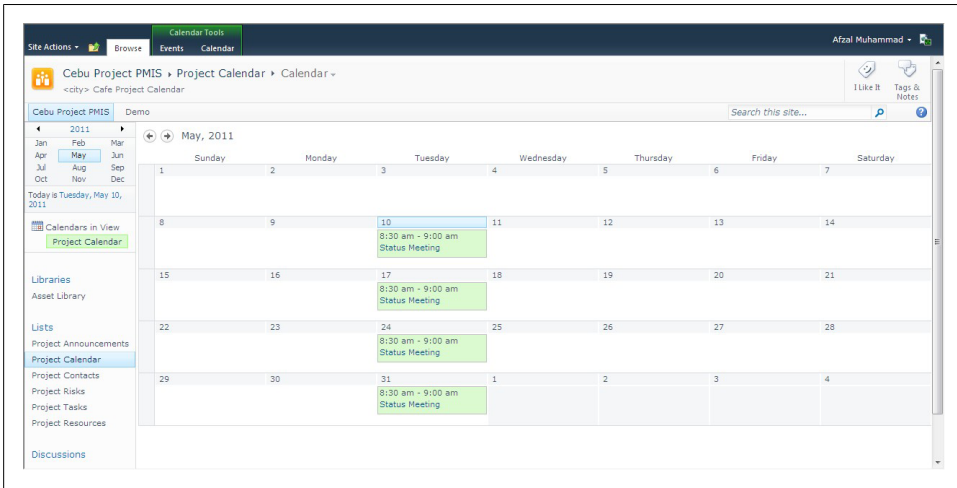 Calendar Tools
Site Actions Browse Events Calendar Afzal Muhammad
Cebu Project PMIS Project Calendar Calendar
<city> Cafe Project Calendar
I Like It Tags & Notes
Cebu Project PMIS Demo Search this site...
2011
Jan Feb Mar
Apr May Jun
Jul Aug Sep
Oct Nov Dec
Today is Tuesday, May 10, 2011
Calendars in View
Project Calendar
Libraries
Asset Library
Lists
Project Announcements
Project Calendar
Project Contacts
Project Risks
Project Tasks
Project Resources
Discussions
May, 2011
Sunday Monday Tuesday Wednesday Thursday Friday Saturday
1 2 3 4 5 6 7
8 9 10 11 12 13 14
8:30 am - 9:00 am
Status Meeting
15 16 17 18 19 20 21
8:30 am - 9:00 am
Status Meeting
22 23 24 25 26 27 28
8:30 am - 9:00 am
Status Meeting
29 30 31 1 2 3 4
8:30 am - 9:00 am
Status Meeting